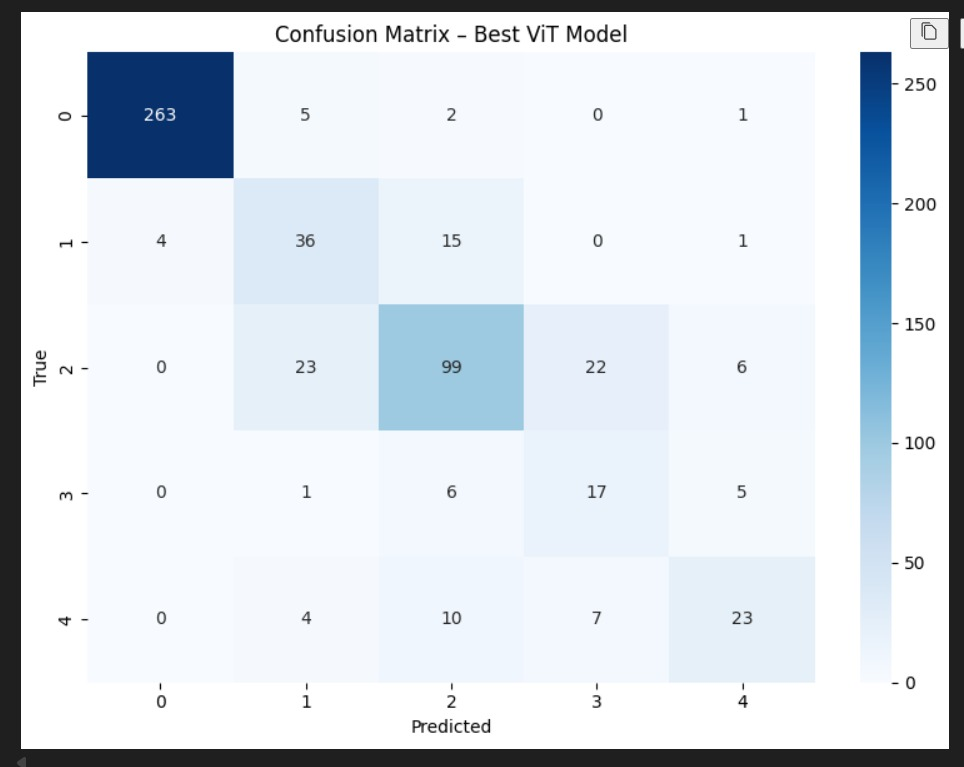 Confusion Matrix – Best ViT Model
True
0 263 5 2 0 1
1 4 36 15 0 1
2 0 23 99 22 6
3 0 1 6 17 5
4 0 4 10 7 23
0 1 2 3 4
Predicted
250
200
150
100
50
0